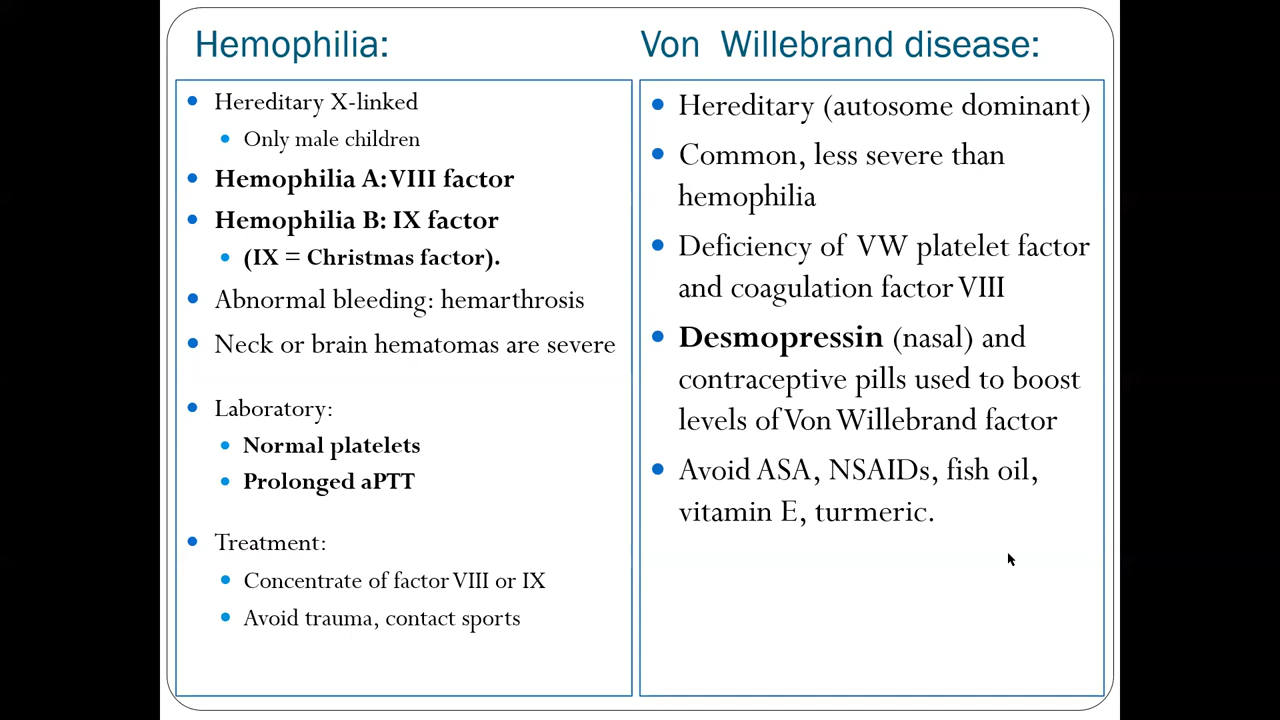 Hemophilia:
Hereditary X-linked
Only male children
Hemophilia A: VIII factor
Hemophilia B: IX factor
(IX = Christmas factor).
Abnormal bleeding: hemarthrosis
Neck or brain hematomas are severe
Laboratory:
Normal platelets
Prolonged aPTT
Treatment:
Concentrate of factor VIII or IX
Avoid trauma, contact sports
Von Willebrand disease:
Hereditary (autosome dominant)
Common, less severe than
hemophilia
Deficiency of VW platelet factor
and coagulation factor VIII
Desmopressin (nasal) and
contraceptive pills used to boost
levels of Von Willebrand factor
Avoid ASA, NSAIDs, fish oil,
vitamin E, turmeric.